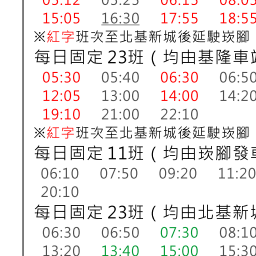 05:12 05:25 06:15 08:05
15:05 16:30 17:55 18:55
※紅字班次至北基新城後延駛崁腳
每日固定 23班 ( 均由基隆車站
05:30 05:40 06:30 06:50
12:05 13:00 14:00 14:20
19:10 21:00 22:10
※紅字班次至北基新城後延駛崁腳
每日固定 11班 ( 均由崁腳發車
06:10 07:50 09:20 11:20
20:10
每日固定 23班 ( 均由北基新城
06:30 06:50 07:30 08:10
13:20 13:40 15:00 15:30